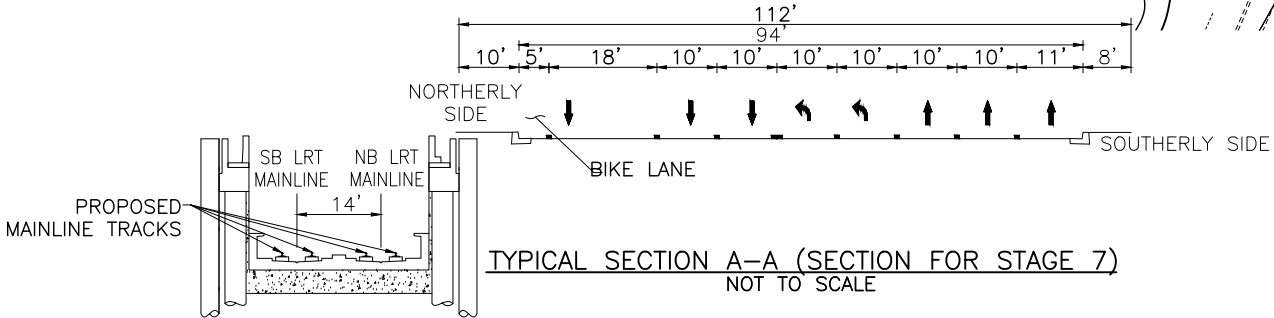 112'
94'
10' 5' 18' 10' 10' 10' 10' 10' 10' 11' 8'
NORTHERLY
SIDE
SOUTHERLY SIDE
BIKE LANE
SB LRT
MAINLINE
NB LRT
MAINLINE
14'
PROPOSED
MAINLINE TRACKS
TYPICAL SECTION A-A (SECTION FOR STAGE 7)
NOT TO SCALE